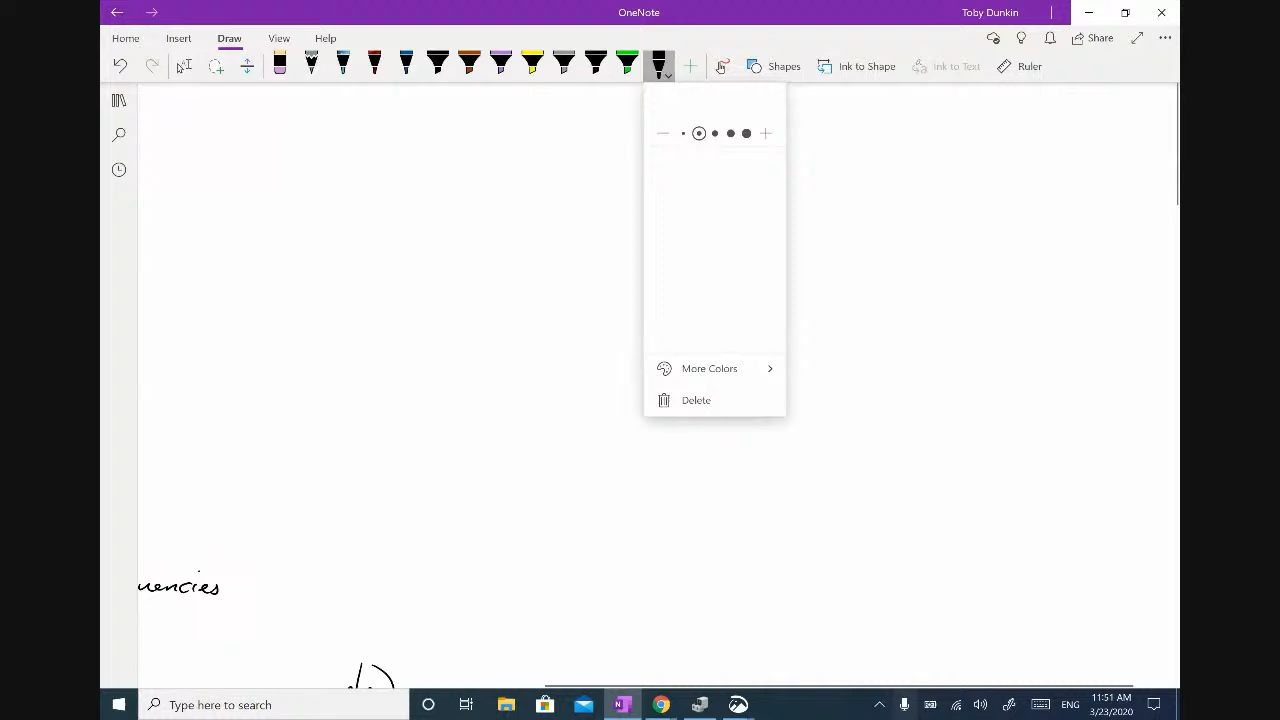 OneNote
Toby Dunkin
Home
Insert
Draw
View
Help
Share
Shapes
Ink to Shape
Ink to Text
Ruler
More Colors
Delete
uencies
Type here to search
ENG
11:51 AM
3/23/2020